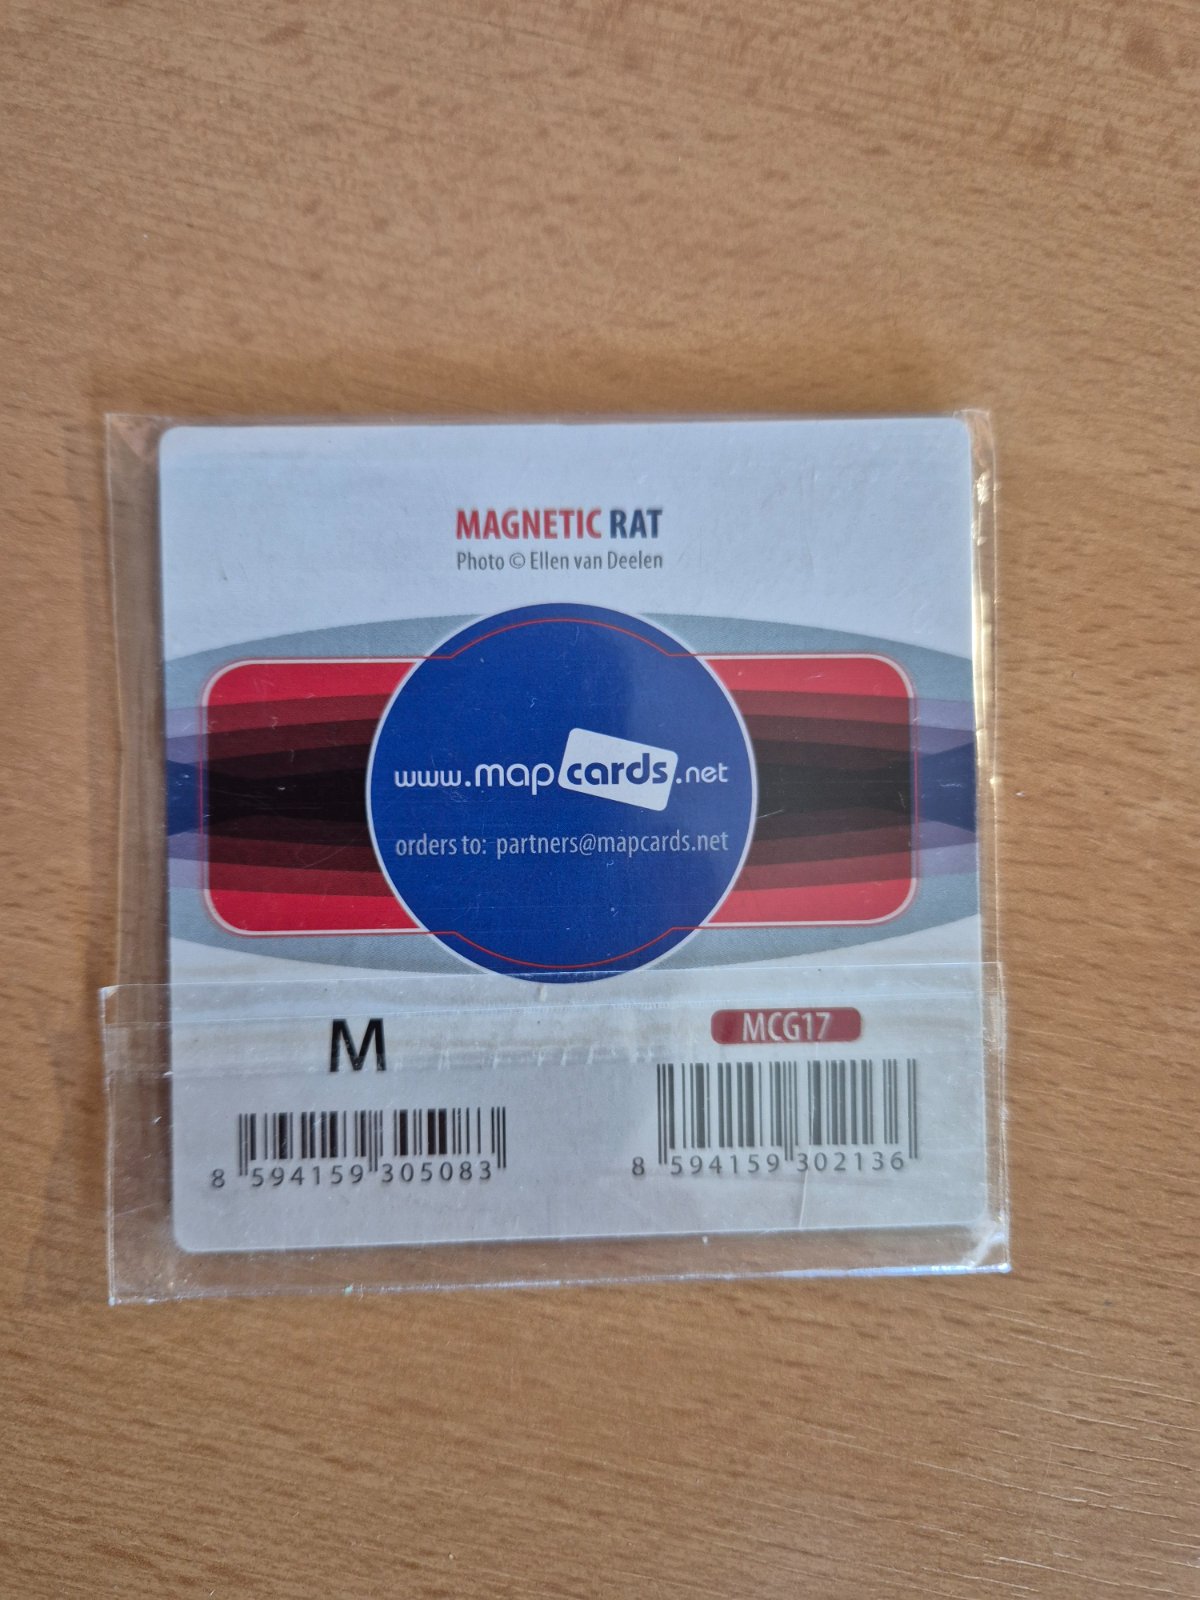 MAGNETIC RAT
Photo © Ellen van Deelen
www.mapcards.net
orders to: partners@mapcards.net
M
8 594159 305083
MCG17
8 594159 302136